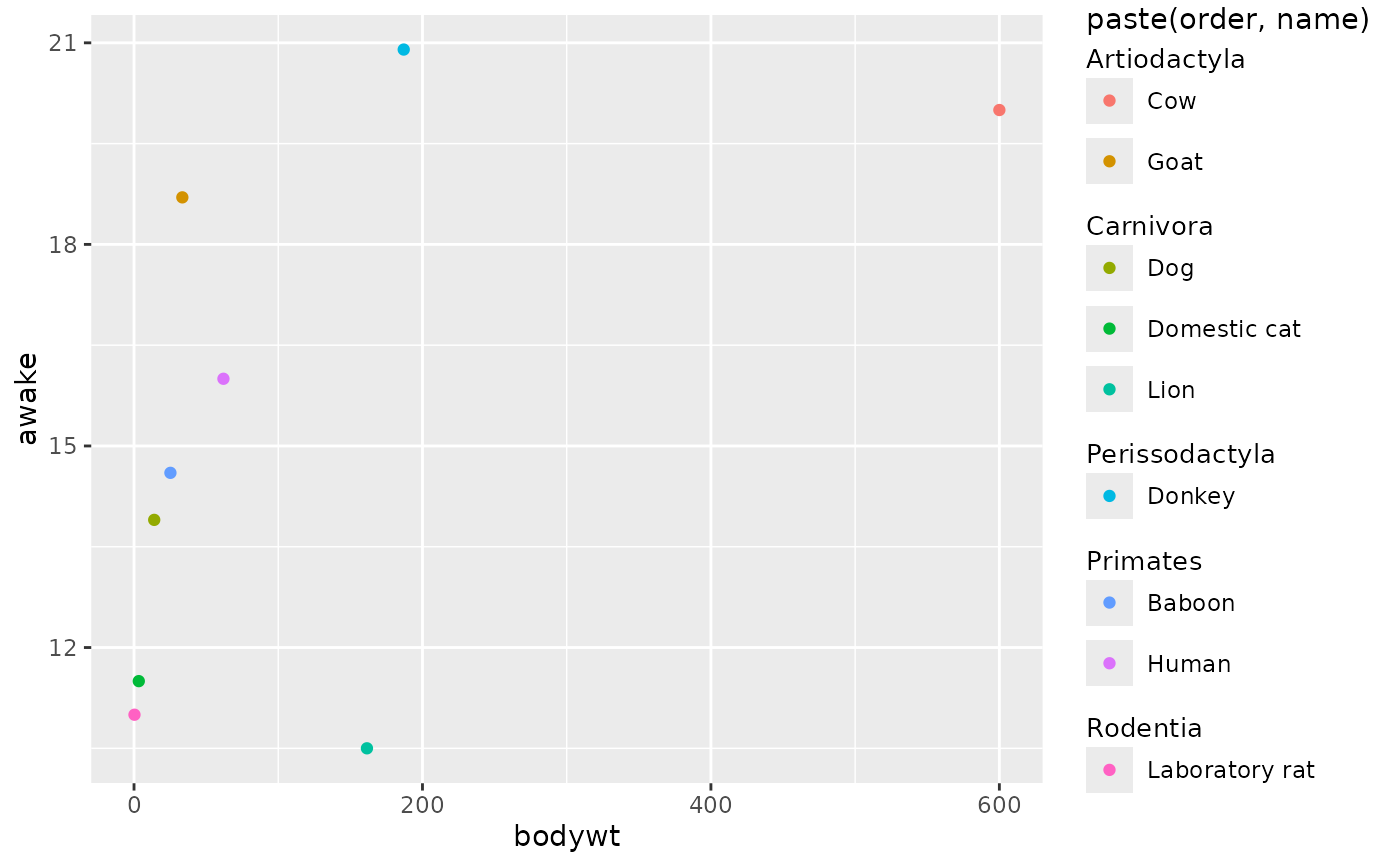 21
18
15
12
awake
0
200
400
600
bodywt
paste(order, name)
Artiodactyla
Cow
Goat
Carnivora
Dog
Domestic cat
Lion
Perissodactyla
Donkey
Primates
Baboon
Human
Rodentia
Laboratory rat